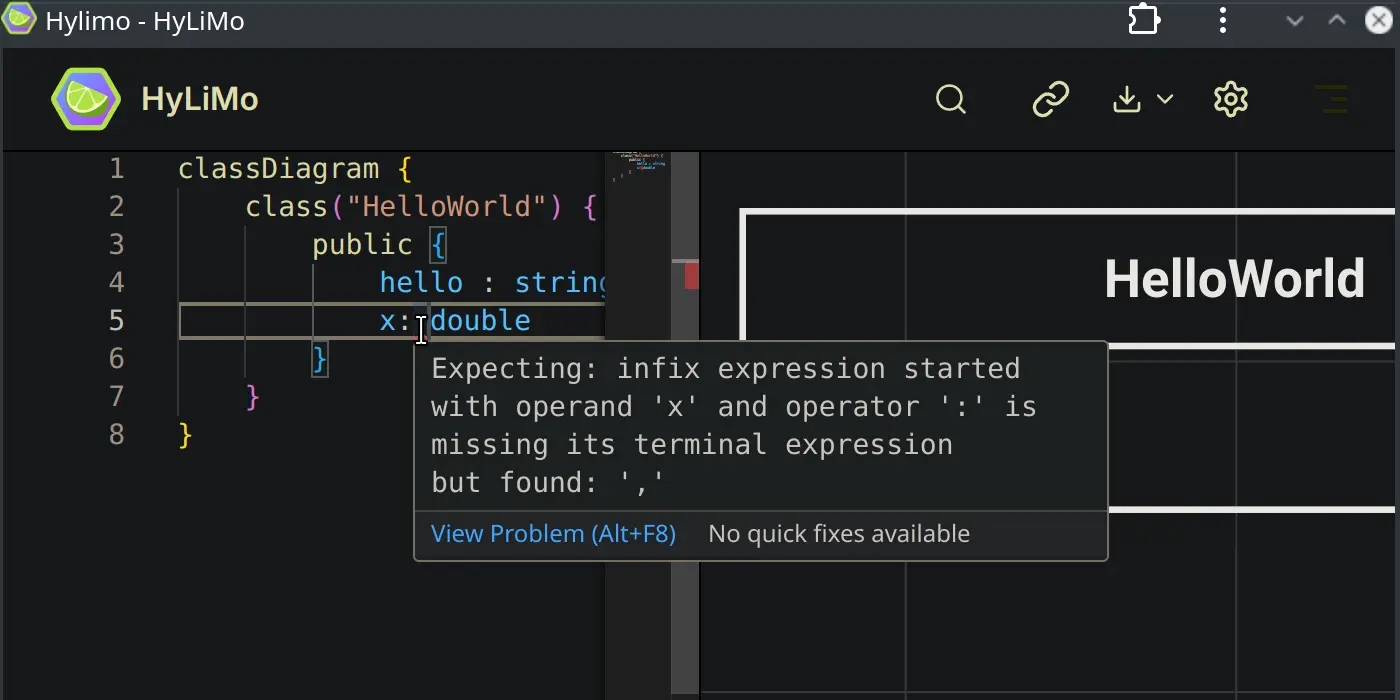 Hylimo - HyLiMo
HyLiMo
1 classDiagram {
2 class("HelloWorld") {
3 public {
4 hello : string
5 x: double
6 }
7 }
8 }
HelloWorld
Expecting: infix expression started
with operand 'x' and operator ':' is
missing its terminal expression
but found: ','
View Problem (Alt+F8) No quick fixes available